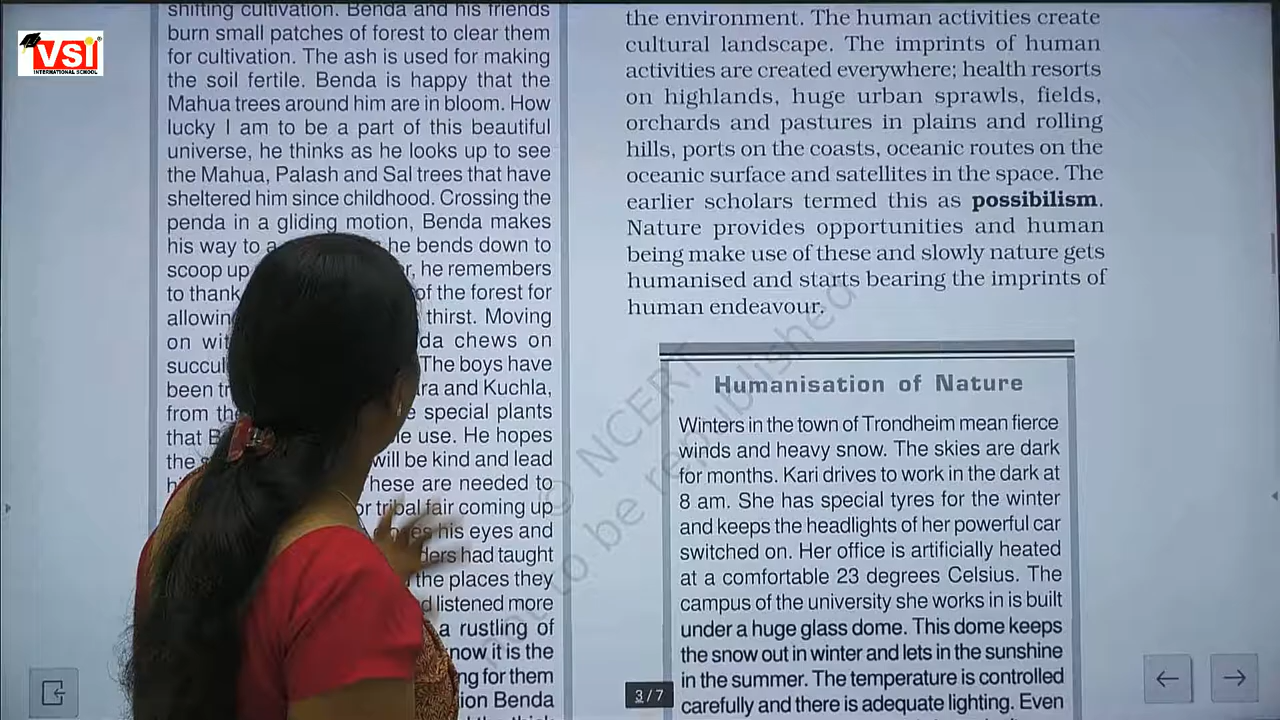 VSI
INTERNATIONAL SCHOOL
shifting cultivation. Benda and his friends
burn small patches of forest to clear them
for cultivation. The ash is used for making
the soil fertile. Benda is happy that the
Mahua trees around him are in bloom. How
lucky I am to be a part of this beautiful
universe, he thinks as he looks up to see
the Mahua, Palash and Sal trees that have
sheltered him since childhood. Crossing the
penda in a gliding motion, Benda makes
his way to a he bends down to
scoop up he remembers
to thank of the forest for
allowing thirst. Moving
on chews on
The boys have
been and Kuchla,
from special plants
that use. He hopes
the will be kind and lead
These are needed to
or tribal fair coming up
his eyes and
had taught
the places they
listened more
a rustling of
it is the
for them
Benda
the environment. The human activities create
cultural landscape. The imprints of human
activities are created everywhere; health resorts
on highlands, huge urban sprawls, fields,
orchards and pastures in plains and rolling
hills, ports on the coasts, oceanic routes on the
oceanic surface and satellites in the space. The
earlier scholars termed this as possibilism.
Nature provides opportunities and human
being make use of these and slowly nature gets
humanised and starts bearing the imprints of
human endeavour.
Humanisation of Nature
Winters in the town of Trondheim mean fierce
winds and heavy snow. The skies are dark
for months. Kari drives to work in the dark at
8 am. She has special tyres for the winter
and keeps the headlights of her powerful car
switched on. Her office is artificially heated
at a comfortable 23 degrees Celsius. The
campus of the university she works in is built
under a huge glass dome. This dome keeps
the snow out in winter and lets in the sunshine
in the summer. The temperature is controlled
carefully and there is adequate lighting. Even
© NCERT
not to be republished
3/7